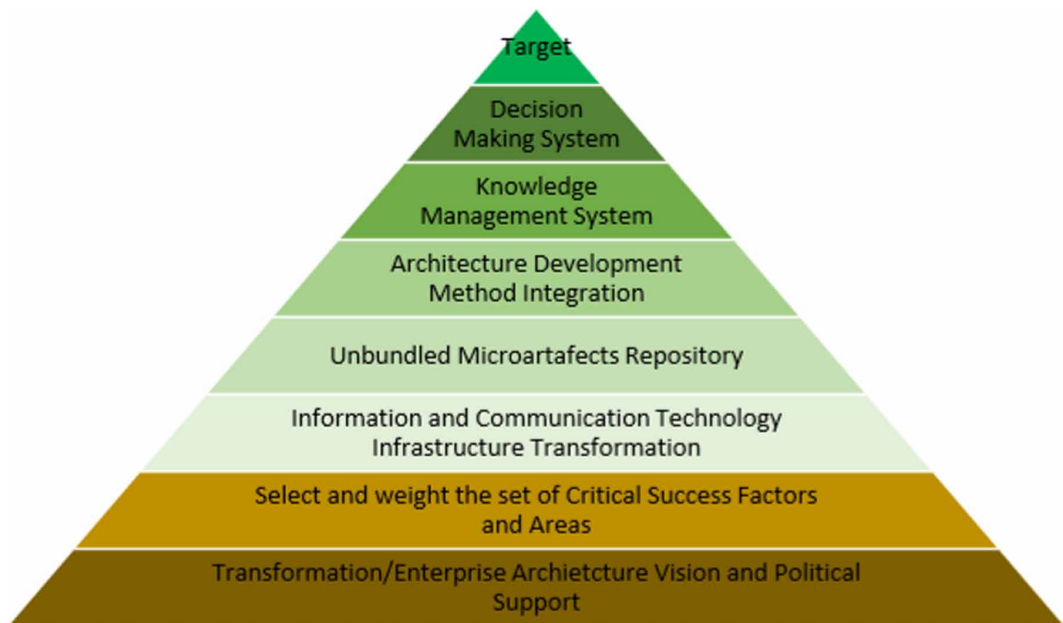 Target
Decision
Making System
Knowledge
Management System
Architecture Development
Method Integration
Unbundled Microartafects Repository
Information and Communication Technology
Infrastructure Transformation
Select and weight the set of Critical Success Factors
and Areas
Transformation/Enterprise Archietcture Vision and Political
Support